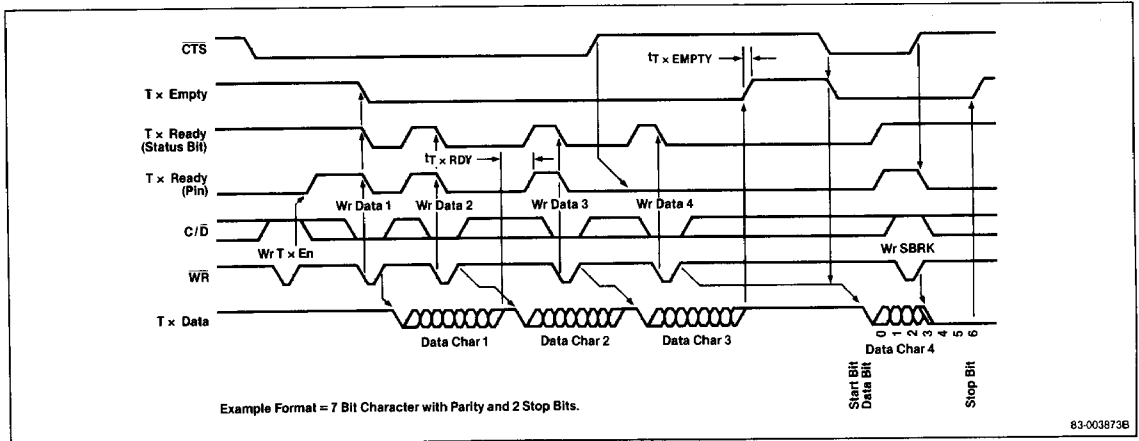 CTS
tT × EMPTY
T × Empty
T × Ready
(Status Bit)
tT × RDY
T × Ready
(Pin)
Wr Data 1
Wr Data 2
Wr Data 3
Wr Data 4
C/D
Wr T × En
Wr SBRK
WR
T × Data
Data Char 1
Data Char 2
Data Char 3
0 1 2 3 4 5 6
Data Char 4
Start Bit
Data Bit
Stop Bit
Example Format = 7 Bit Character with Parity and 2 Stop Bits.
83-003873B